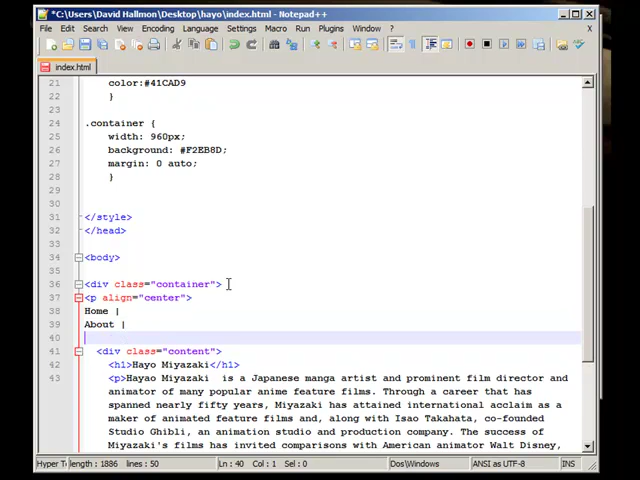 *C:\Users\David Hallmon\Desktop\hayo\index.html - Notepad++
File Edit Search View Encoding Language Settings Macro Run Plugins Window ? X
index.html
21 color:#41CAD9
22 }
23
24 .container {
25 width: 960px;
26 background: #F2EB8D;
27 margin: 0 auto;
28 }
29
30
31 </style>
32 </head>
33
34 <body>
35
36 <div class="container">
37 <p align="center">
38 Home |
39 About |
40
41 <div class="content">
42 <h1>Hayo Miyazaki</h1>
43 <p>Hayao Miyazaki is a Japanese manga artist and prominent film director and
animator of many popular anime feature films. Through a career that has
spanned nearly fifty years, Miyazaki has attained international acclaim as a
maker of animated feature films and, along with Isao Takahata, co-founded
Studio Ghibli, an animation studio and production company. The success of
Miyazaki's films has invited comparisons with American animator Walt Disney,
Hyper Te length : 1886 lines : 50 Ln : 40 Col : 1 Sel : 0 Dos\Windows ANSI as UTF-8 INS